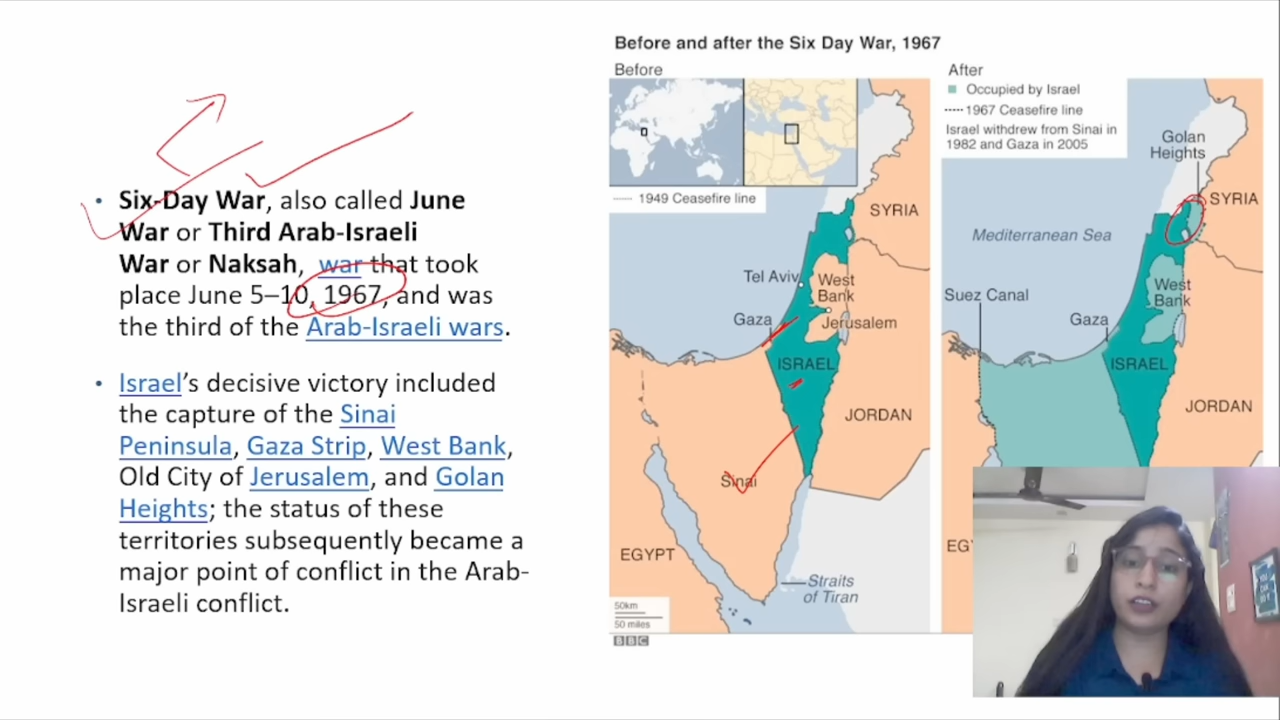 • Six-Day War, also called June
War or Third Arab-Israeli
War or Naksah, war that took
place June 5–10, 1967, and was
the third of the Arab-Israeli wars.
• Israel’s decisive victory included
the capture of the Sinai
Peninsula, Gaza Strip, West Bank,
Old City of Jerusalem, and Golan
Heights; the status of these
territories subsequently became a
major point of conflict in the Arab-
Israeli conflict.
Before and after the Six Day War, 1967
Before
1949 Ceasefire line
SYRIA
Tel Aviv
West
Bank
Gaza
Jerusalem
ISRAEL
JORDAN
Sinai
EGYPT
Straits
of Tiran
50km
50 miles
BBC
After
Occupied by Israel
1967 Ceasefire line
Israel withdrew from Sinai in
1982 and Gaza in 2005
Golan
Heights
SYRIA
Mediterranean Sea
Suez Canal
West
Bank
Gaza
ISRAEL
JORDAN
EG